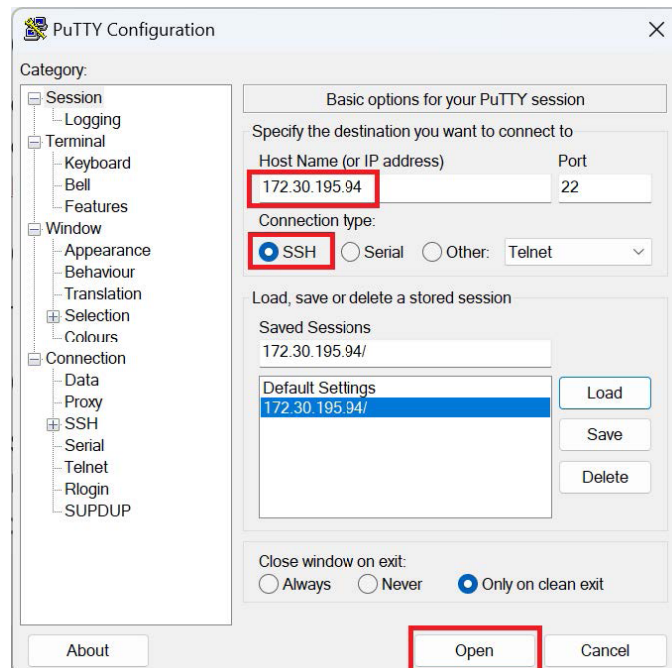 PuTTY Configuration
Category:
Session
Logging
Terminal
Keyboard
Bell
Features
Window
Appearance
Behaviour
Translation
Selection
Colours
Connection
Data
Proxy
SSH
Serial
Telnet
Rlogin
SUPDUP
Basic options for your PuTTY session
Specify the destination you want to connect to
Host Name (or IP address) Port
172.30.195.94 22
Connection type:
SSH Serial Other: Telnet
Load, save or delete a stored session
Saved Sessions
172.30.195.94/
Default Settings
172.30.195.94/
Load
Save
Delete
Close window on exit:
Always Never Only on clean exit
About Open Cancel